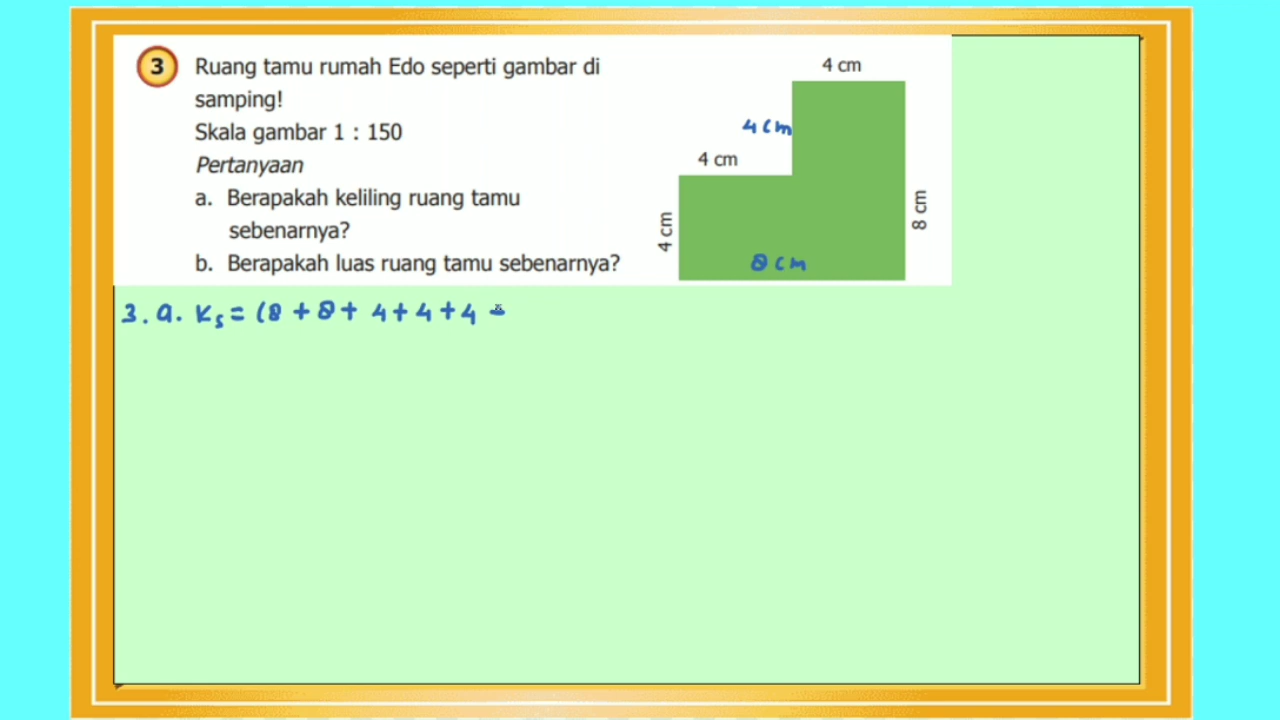 3 Ruang tamu rumah Edo seperti gambar di
samping!
Skala gambar 1 : 150
Pertanyaan
a. Berapakah keliling ruang tamu
sebenarnya?
b. Berapakah luas ruang tamu sebenarnya?
4 cm
4 cm
4 cm
4 cm
8 cm
8 cm
3. a. Ks = (8 + 8 + 4 + 4 + 4 -